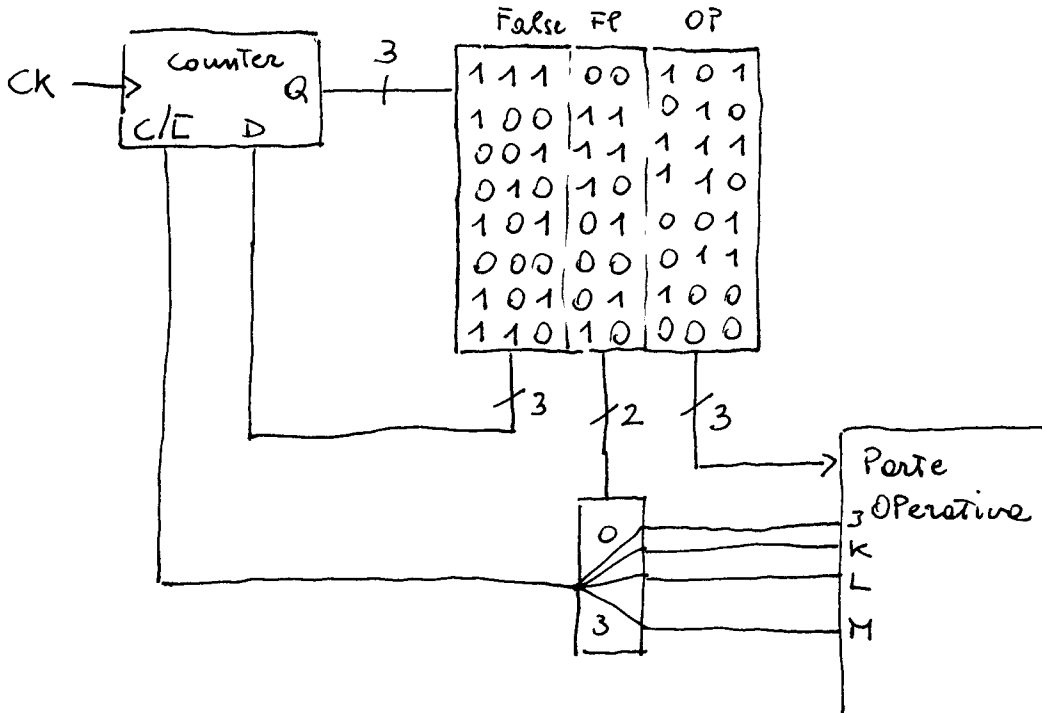 False FP OP
CK counter Q 3
C/E D
111 00 101
100 11 010
001 11 111
010 10 110
101 01 001
000 00 011
101 01 100
110 10 000
3 2 3
Parte
OPerativa
0 J
K
L
3 M